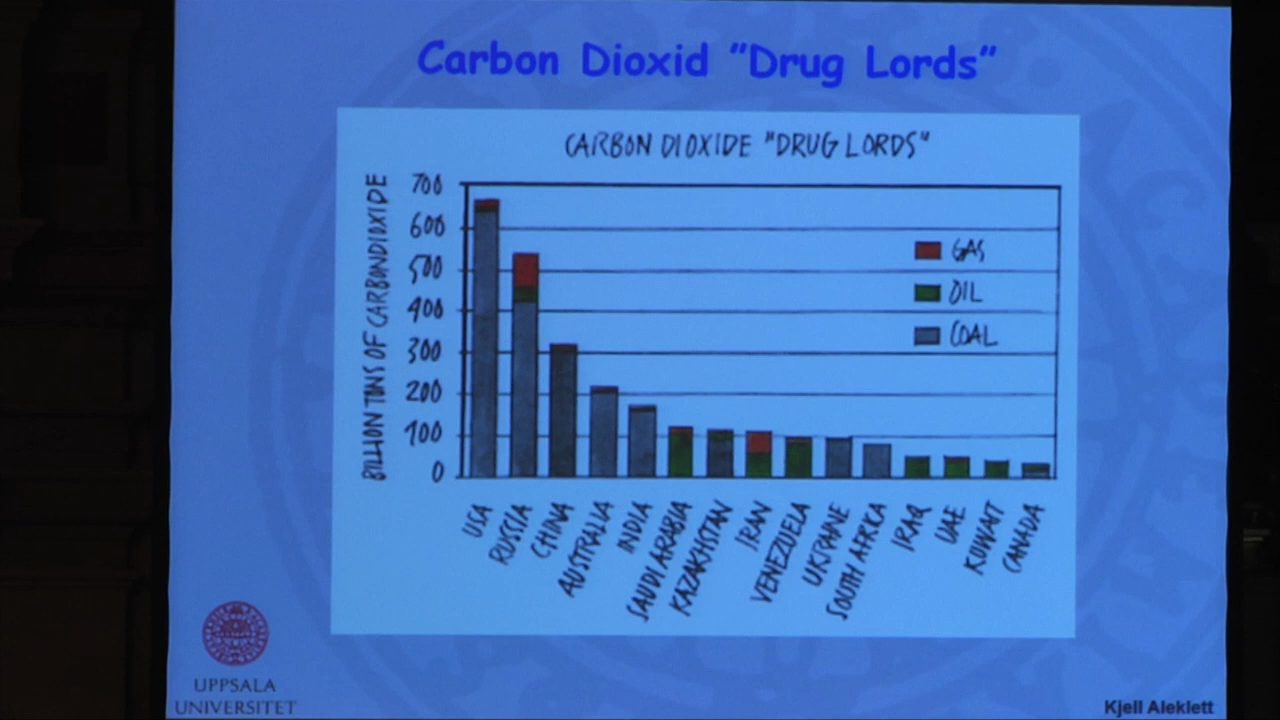 Carbon Dioxid "Drug Lords"
CARBON DIOXIDE "DRUG LORDS"
BILLION TONS OF CARBONDIOXIDE
700
600
500
400
300
200
100
0
GAS
OIL
COAL
USA
RUSSIA
CHINA
AUSTRALIA
INDIA
SAUDI ARABIA
KAZAKHSTAN
IRAN
VENEZUELA
UKRAINE
SOUTH AFRICA
IRAQ
UAE
KUWAIT
CANADA
UPPSALA
UNIVERSITET
Kjell Aleklett